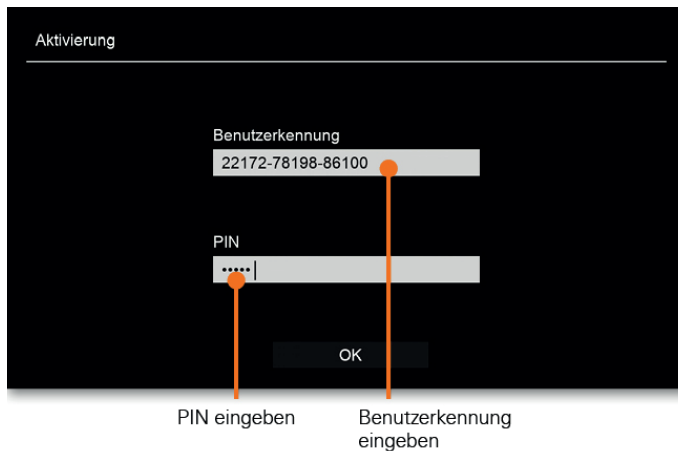 Aktivierung
Benutzerkennung
22172-78198-86100
PIN
•••••
OK
PIN eingeben
Benutzerkennung
eingeben